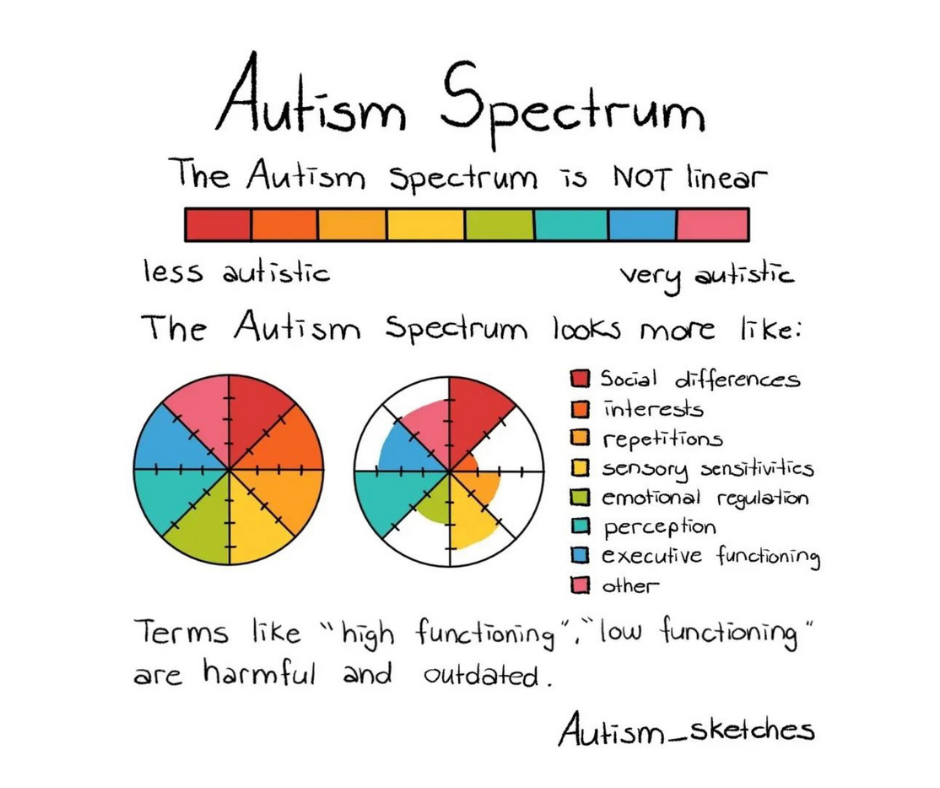 Autism Spectrum
The Autism Spectrum is NOT linear
less autistic
very autistic
The Autism Spectrum looks more like:
Social differences
interests
repetitions
sensory sensitivitics
emotional regulation
perception
executive functioning
other
Terms like "high functioning", "low functioning"
are harmful and outdated.
Autism_sketches